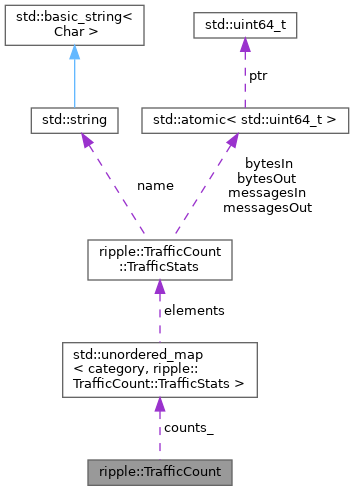 std::basic_string<
Char >
std::uint64_t
ptr
std::string
std::atomic< std::uint64_t >
name
bytesIn
bytesOut
messagesIn
messagesOut
ripple::TrafficCount
::TrafficStats
elements
std::unordered_map
< category, ripple::
TrafficCount::TrafficStats >
counts_
ripple::TrafficCount